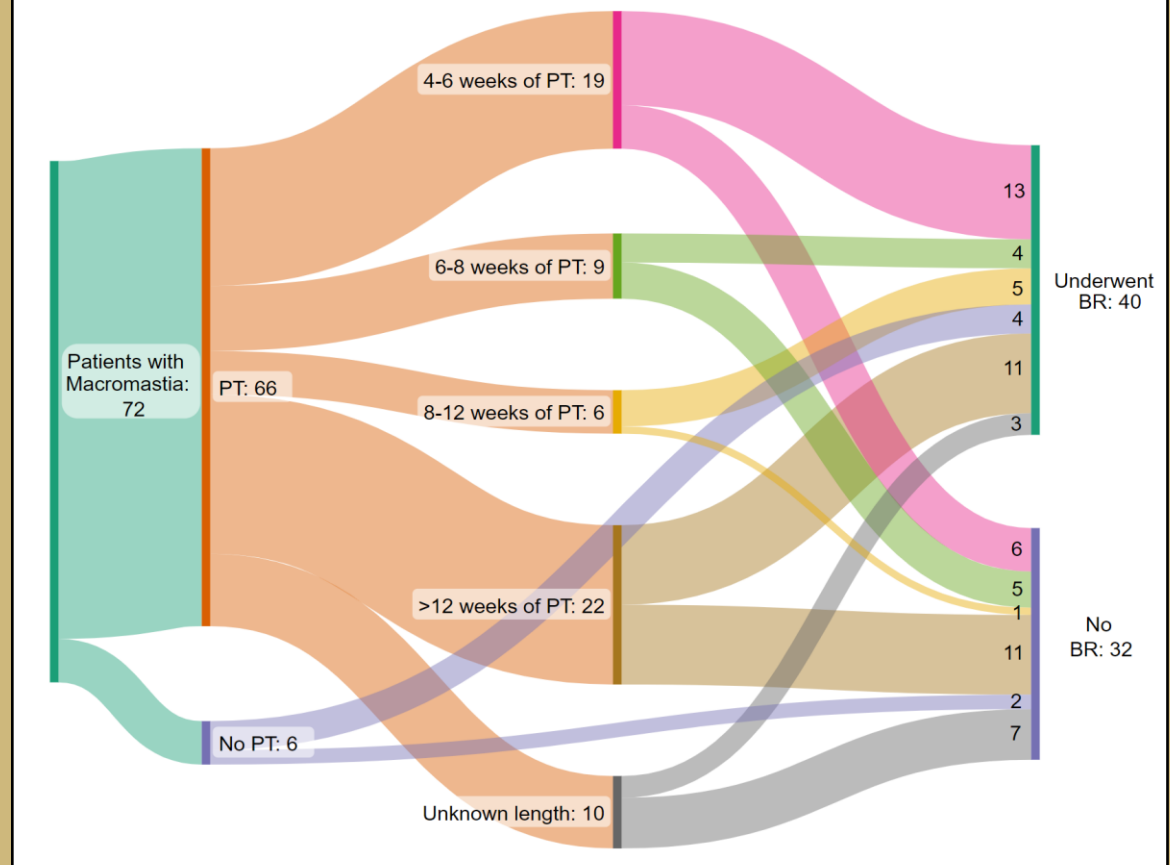 4-6 weeks of PT: 19
13
4
6-8 weeks of PT: 9
5
Underwent
BR: 40
4
Patients with
Macromastia:
72
PT: 66
11
8-12 weeks of PT: 6
3
6
5
1
>12 weeks of PT: 22
No
BR: 32
11
2
No PT: 6
7
Unknown length: 10